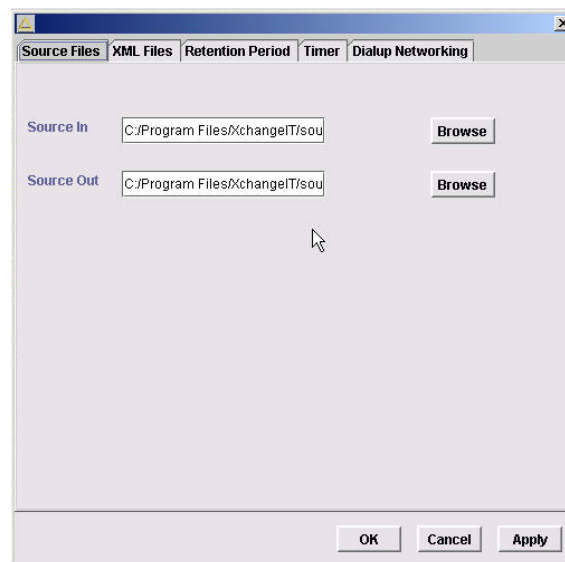 Source Files XML Files Retention Period Timer Dialup Networking
Source In C:/Program Files/XchangeIT/sou Browse
Source Out C:/Program Files/XchangeIT/sou Browse
OK Cancel Apply